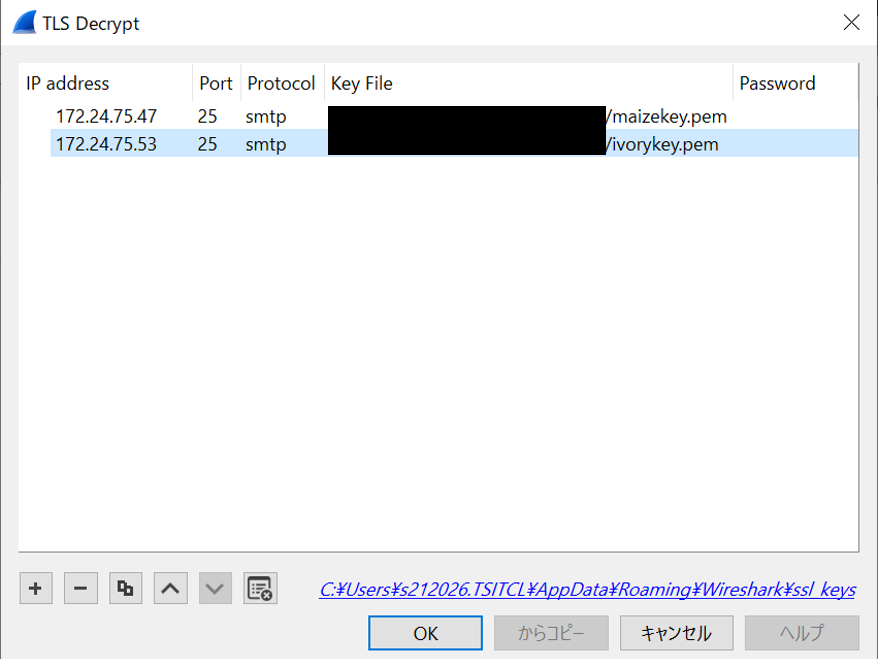 TLS Decrypt
IP address Port Protocol Key File Password
172.24.75.47 25 smtp /maizekey.pem
172.24.75.53 25 smtp /ivorykey.pem
C:¥Users¥s212026.TSITCL¥AppData¥Roaming¥Wireshark¥ssl_keys
OK からコピー キャンセル ヘルプ